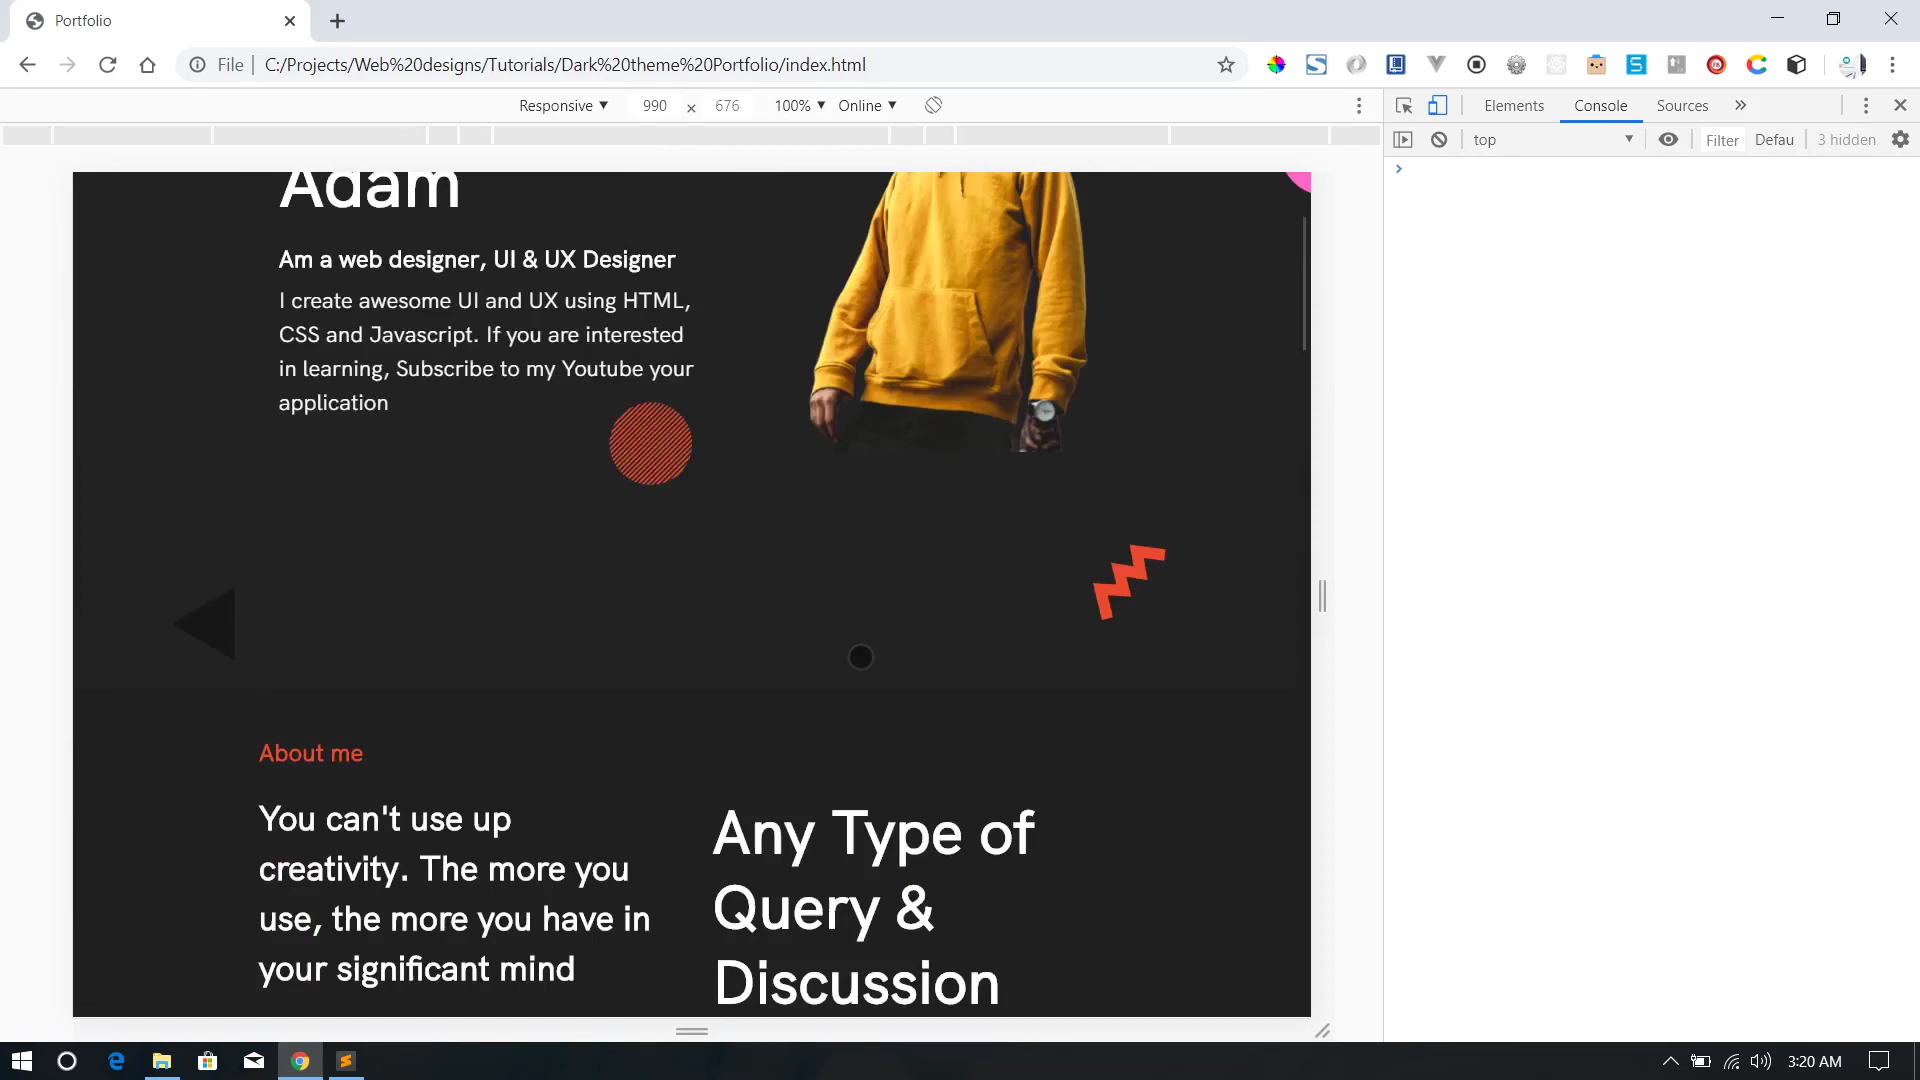 Portfolio
File
C:/Projects/Web%20designs/Tutorials/Dark%20theme%20Portfolio/index.html
Responsive ▼ 990 x 676 100% ▼ Online ▼
Elements Console Sources »
top ▼ Filter Defau 3 hidden
Adam
Am a web designer, UI & UX Designer
I create awesome UI and UX using HTML,
CSS and Javascript. If you are interested
in learning, Subscribe to my Youtube your
application
About me
You can't use up
creativity. The more you
use, the more you have in
your significant mind
Any Type of
Query &
Discussion
3:20 AM